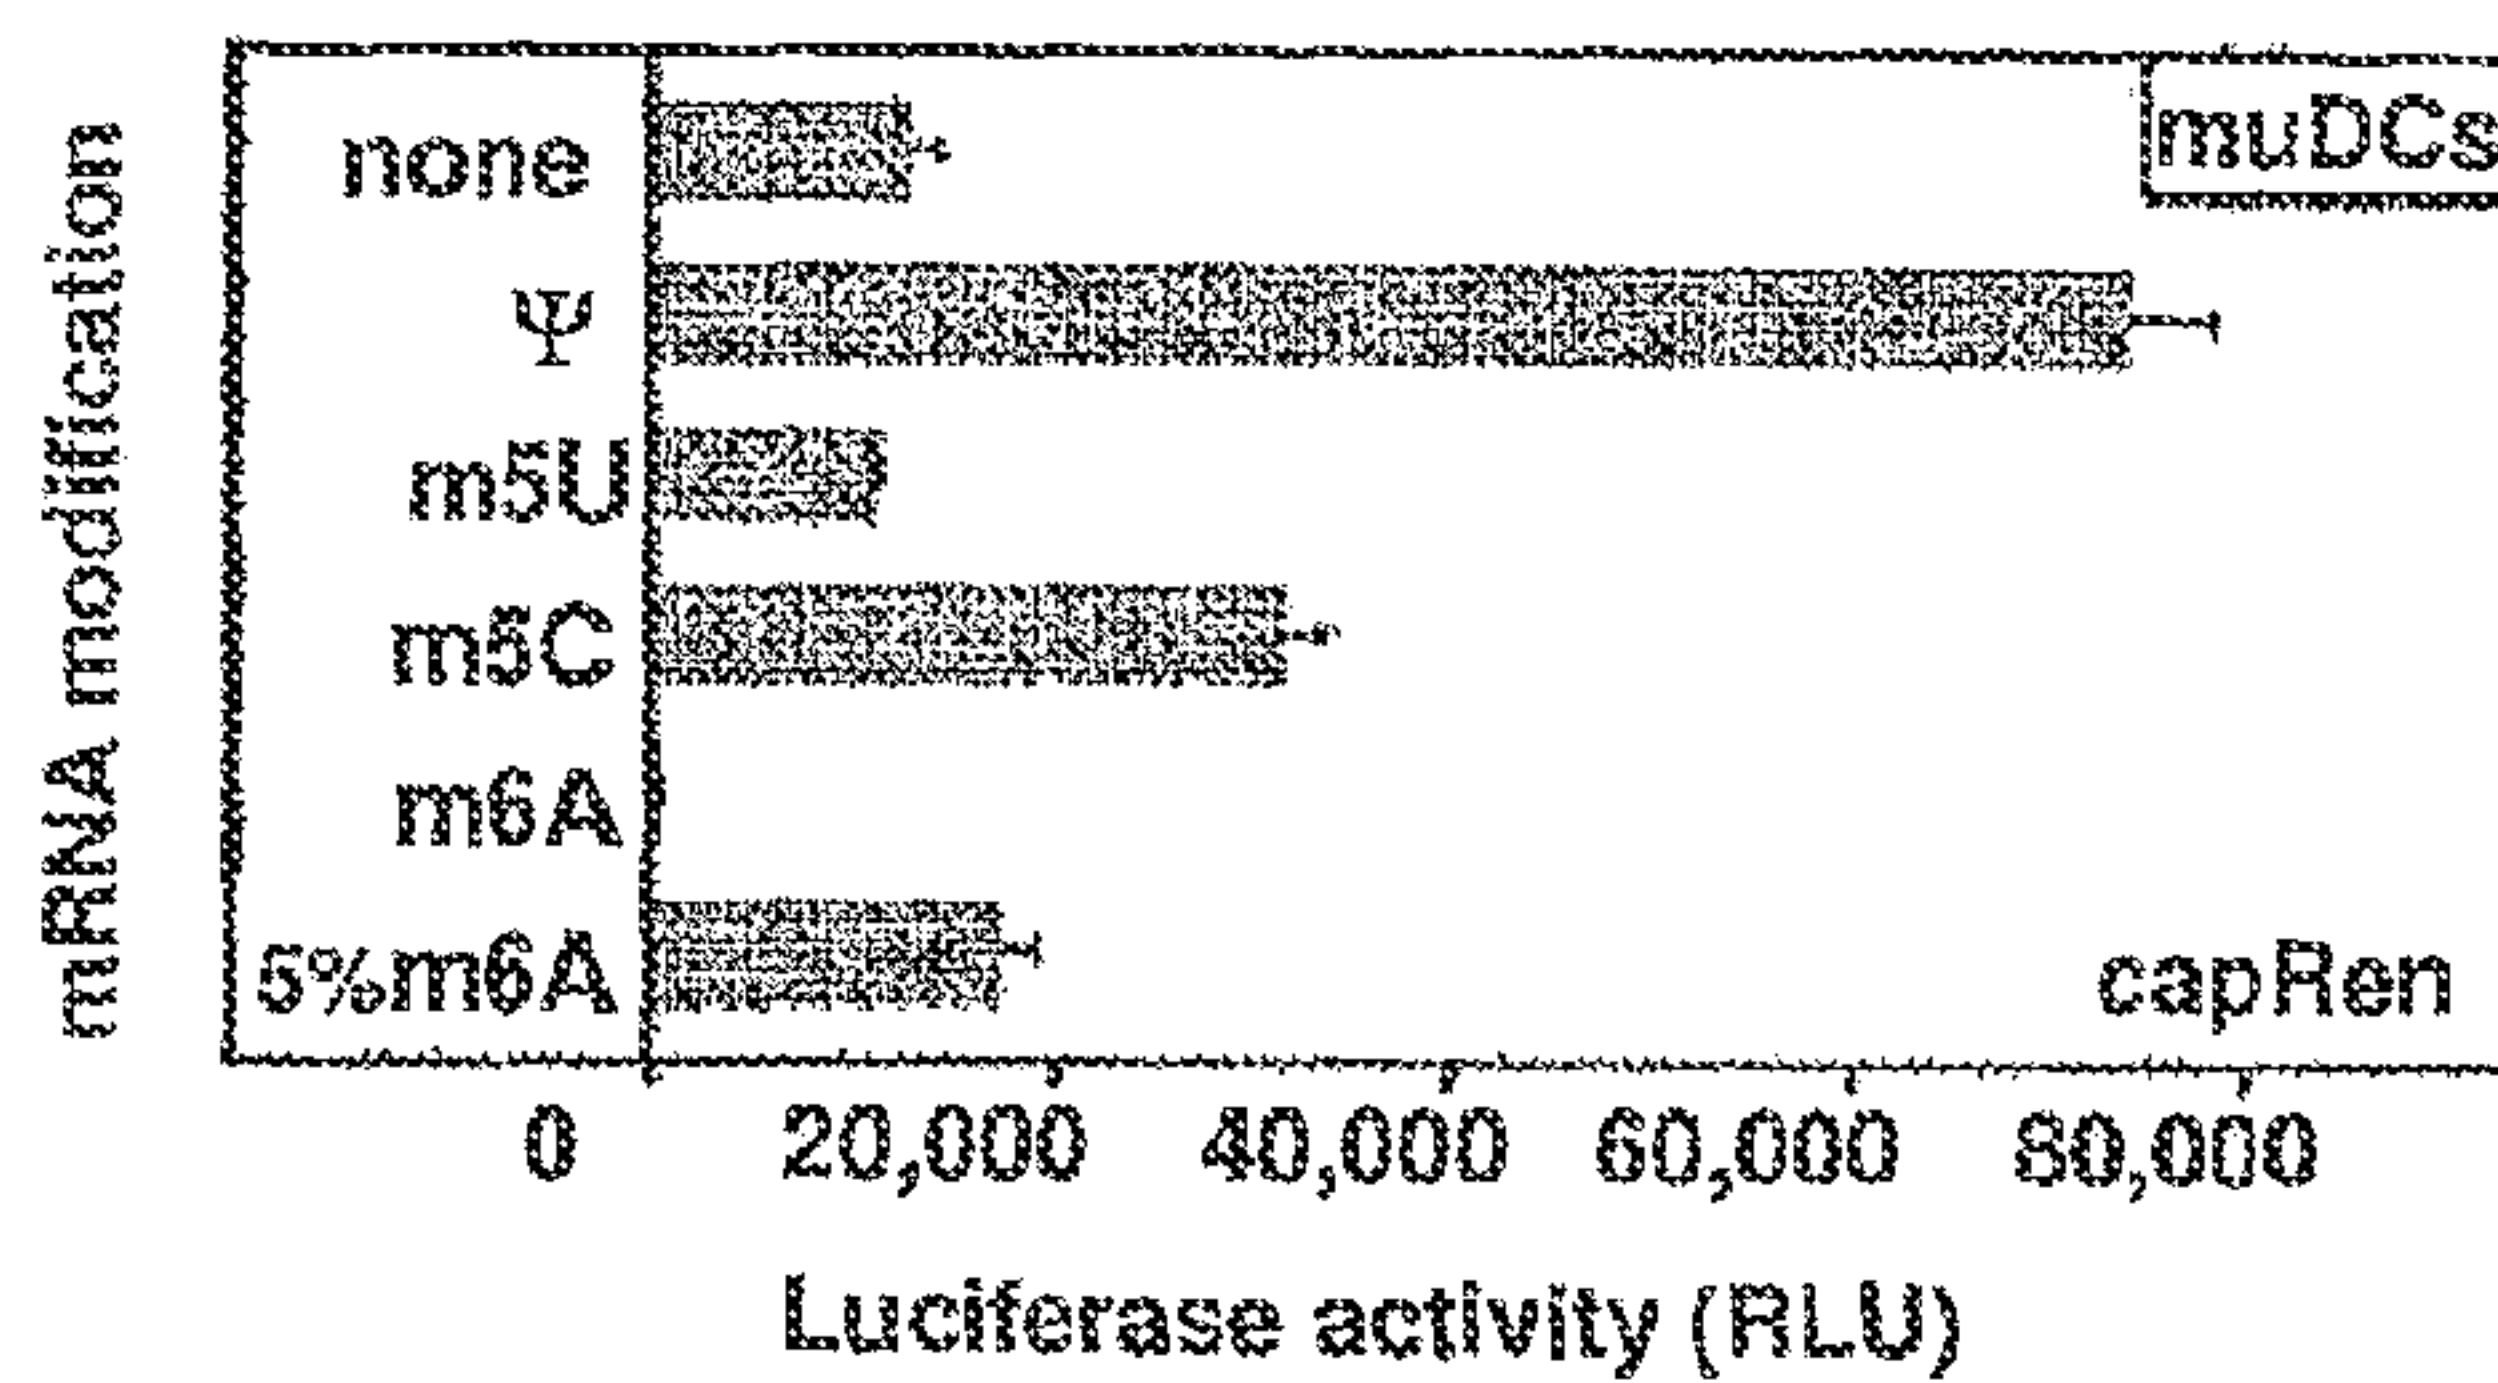 mRNA modification
none
muDCs
Ψ
m5U
m5C
m6A
5%m6A
capRen
0 20,000 40,000 60,000 80,000
Luciferase activity (RLU)